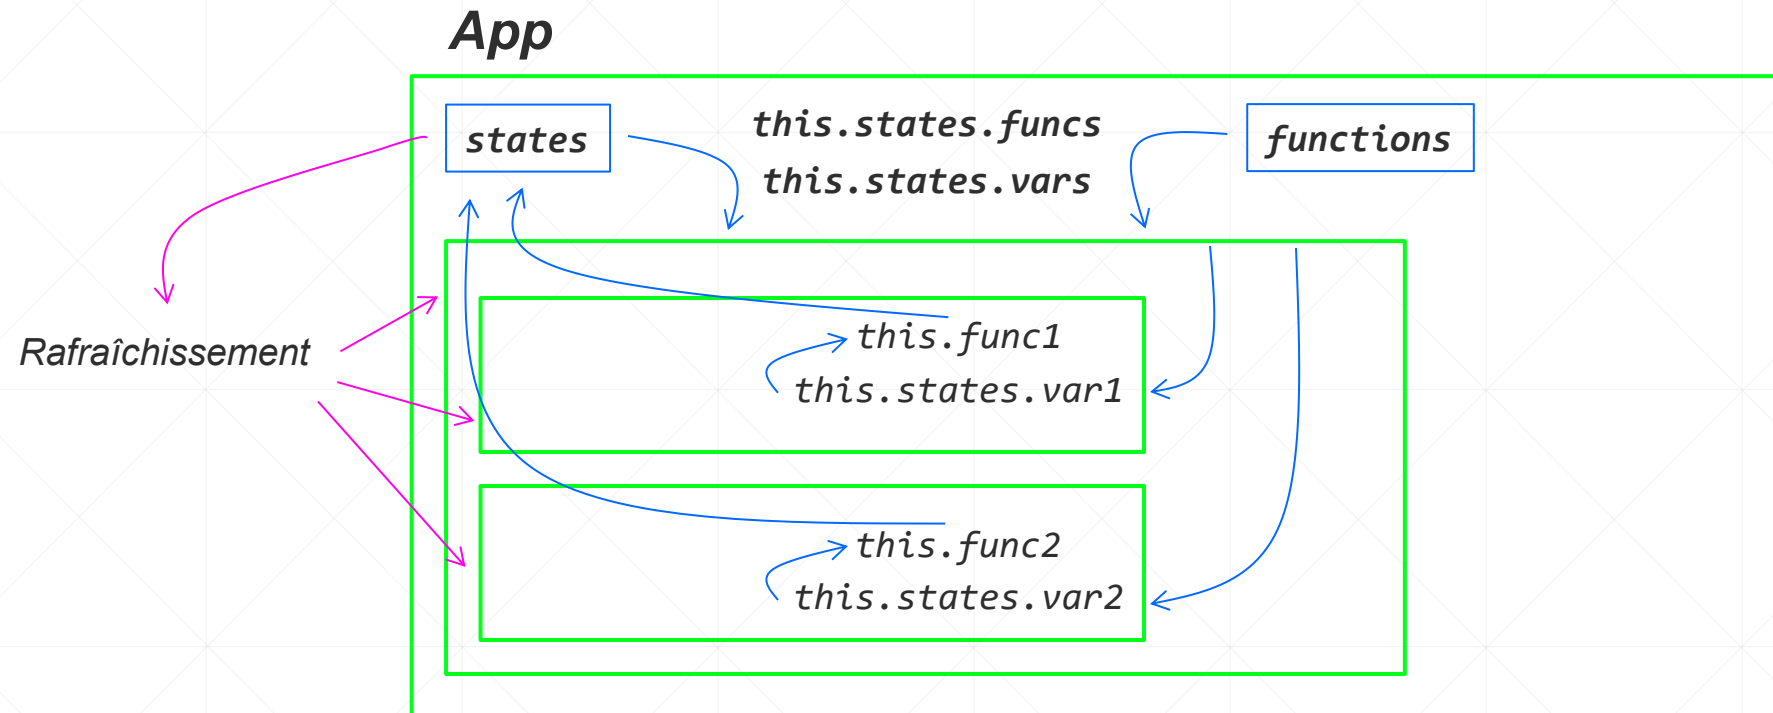 App
states
this.states.funcs
functions
this.states.vars
Rafraîchissement
this.func1
this.states.var1
this.func2
this.states.var2